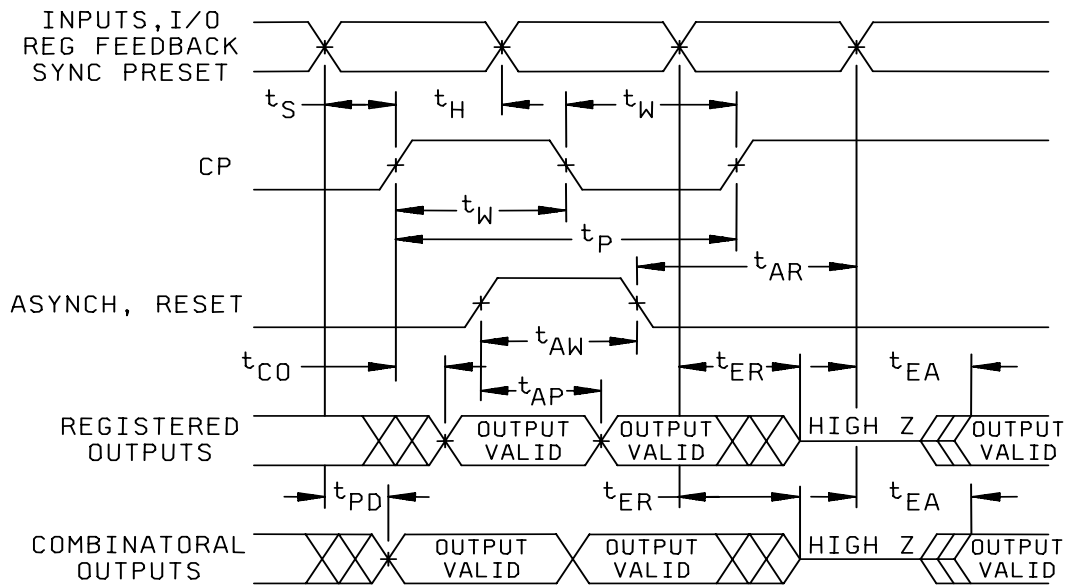 INPUTS, I/O
REG FEEDBACK
SYNC PRESET
tS
tH
tW
CP
tW
tP
tAR
ASYNCH, RESET
tAW
tCO
tER
tEA
tAP
REGISTERED
OUTPUTS
OUTPUT
VALID
OUTPUT
VALID
HIGH Z
OUTPUT
VALID
tPD
tER
tEA
COMBINATORAL
OUTPUTS
OUTPUT
VALID
OUTPUT
VALID
HIGH Z
OUTPUT
VALID